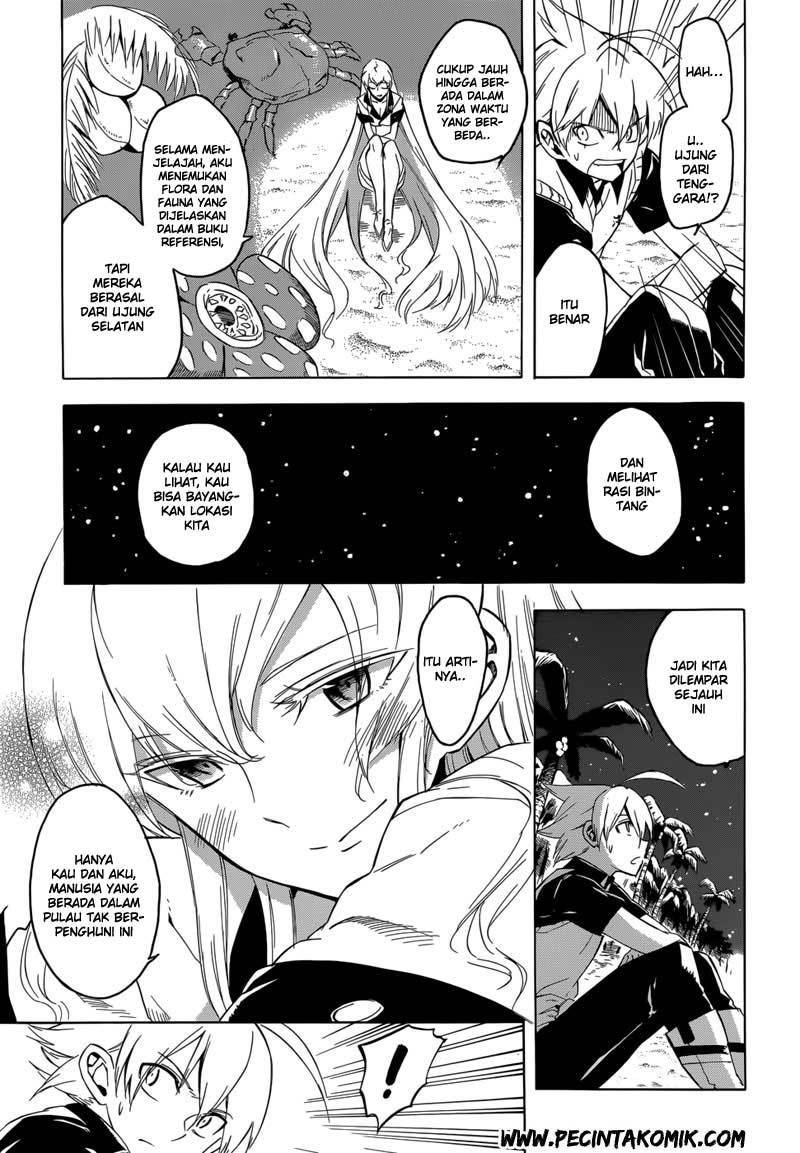 HAH...
U..
UJUNG
DARI
TENG-
GARA!?
ITU
BENAR
CUKUP JAUH
HINGGA BER-
ADA DALAM
ZONA WAKTU
YANG BER-
BEDA..
SELAMA MEN-
JELAJAH, AKU
MENEMUKAN
FLORA DAN
FAUNA YANG
DIJELASKAN
DALAM BUKU
REFERENSI,
TAPI
MEREKA
BERASAL
DARI UJUNG
SELATAN
DAN
MELIHAT
RASI BIN-
TANG
KALAU KAU
LIHAT, KAU
BISA BAYANG-
KAN LOKASI
KITA
JADI KITA
DILEMPAR
SEJAUH
INI
ITU ARTI-
NYA..
HANYA
KAU DAN AKU,
MANUSIA YANG
BERADA DALAM
PULAU TAK BER-
PENGHUNI INI
!
WWW.PECINTAKOMIK.COM